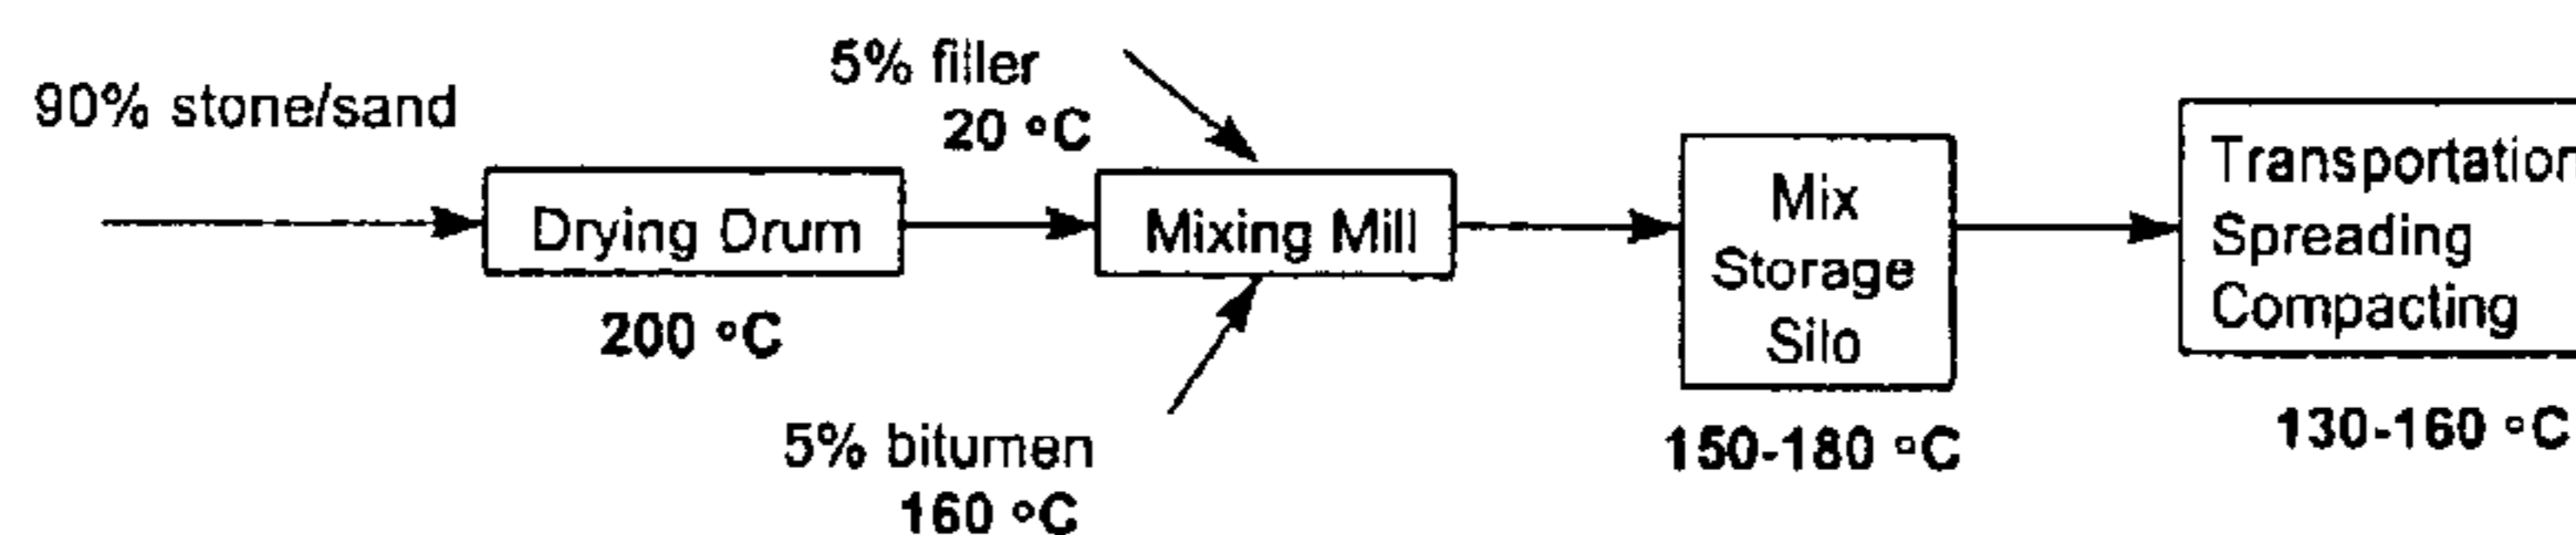 90% stone/sand
5% filler
20 °C
Drying Drum
200 °C
Mixing Mill
5% bitumen
160 °C
Mix
Storage
Silo
150-180 °C
Transportation
Spreading
Compacting
130-160 °C